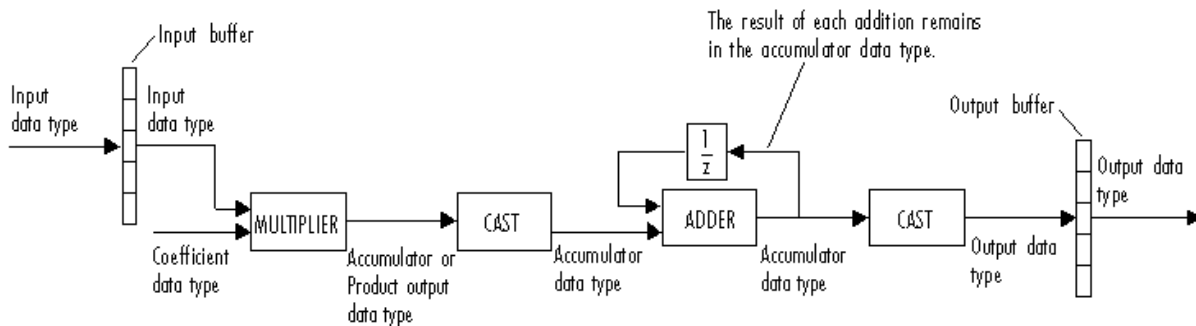 Input buffer
Input
data type
Input
data type
MULTIPLIER
Coefficient
data type
Accumulator or
Product output
data type
CAST
Accumulator
data type
The result of each addition remains
in the accumulator data type.
1
z
ADDER
Accumulator
data type
CAST
Output data
type
Output buffer
Output data
type